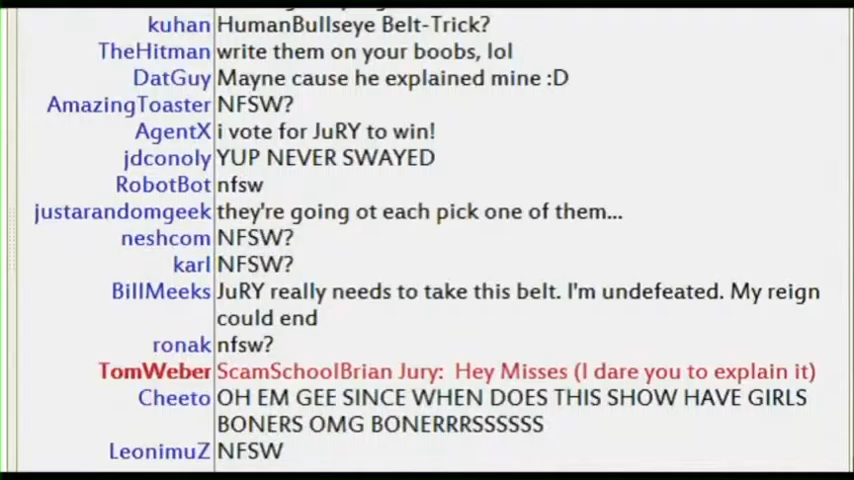 kuhan HumanBullseye Belt-Trick?
TheHitman write them on your boobs, lol
DatGuy Mayne cause he explained mine :D
AmazingToaster NFSW?
AgentX i vote for JuRY to win!
jdconoly YUP NEVER SWAYED
RobotBot nfsw
justarandomgeek they're going ot each pick one of them...
neshcom NFSW?
karl NFSW?
BillMeeks JuRY really needs to take this belt. I'm undefeated. My reign
could end
ronak nfsw?
TomWeber ScamSchoolBrian Jury: Hey Misses (I dare you to explain it)
Cheeto OH EM GEE SINCE WHEN DOES THIS SHOW HAVE GIRLS
BONERS OMG BONERRRSSSSSS
LeonimuZ NFSW